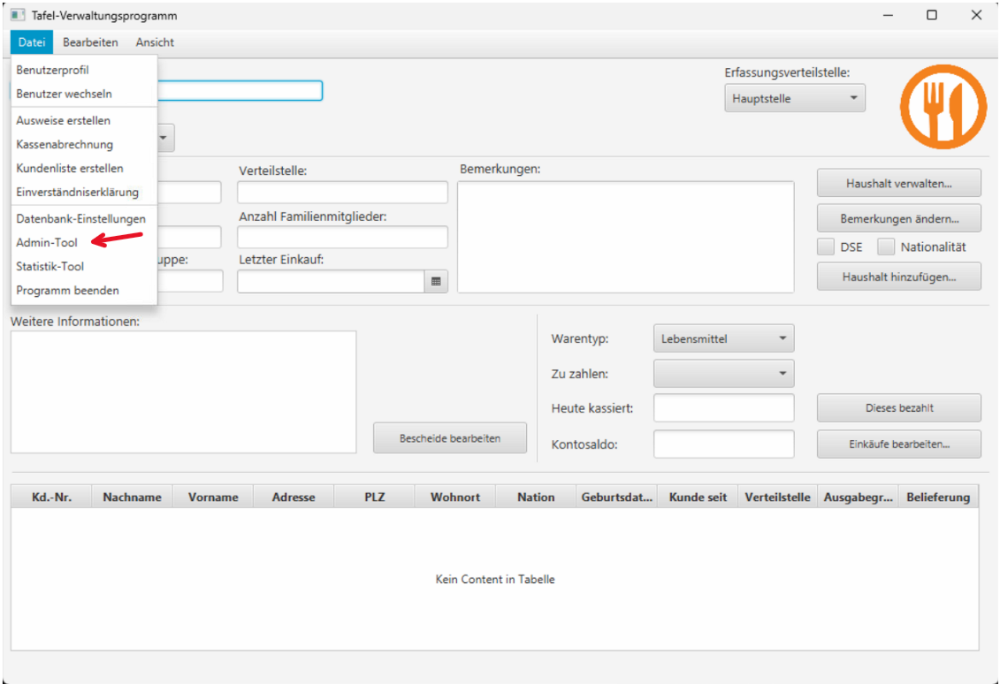 Tafel-Verwaltungsprogramm
Datei Bearbeiten Ansicht
Benutzerprofil
Benutzer wechseln
Ausweise erstellen
Kassenabrechnung
Kundenliste erstellen
Einverständniserklärung
Datenbank-Einstellungen
Admin-Tool
Statistik-Tool
Programm beenden
Erfassungsverteilstelle:
Hauptstelle
Verteilstelle:
Anzahl Familienmitglieder:
uppe:
Letzter Einkauf:
Bemerkungen:
Haushalt verwalten...
Bemerkungen ändern...
DSE Nationalität
Haushalt hinzufügen...
Weitere Informationen:
Bescheide bearbeiten
Warentyp: Lebensmittel
Zu zahlen:
Heute kassiert:
Dieses bezahlt
Kontosaldo:
Einkäufe bearbeiten...
Kd.-Nr. Nachname Vorname Adresse PLZ Wohnort Nation Geburtsdat... Kunde seit Verteilstelle Ausgabegr... Belieferung
Kein Content in Tabelle